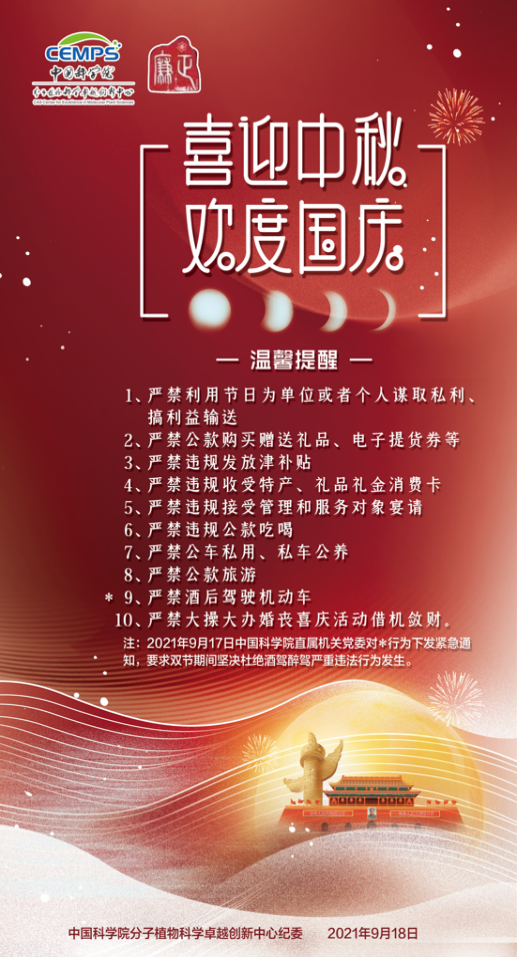 CEMPS
中国科学院
分子植物科学卓越创新中心
CAS Center for Excellence in Molecular Plant Sciences
喜迎中秋
欢度国庆
— 温馨提醒 —
1、严禁利用节日为单位或者个人谋取私利、
搞利益输送
2、严禁公款购买赠送礼品、电子提货券等
3、严禁违规发放津补贴
4、严禁违规收受特产、礼品礼金消费卡
5、严禁违规接受管理和服务对象宴请
6、严禁违规公款吃喝
7、严禁公车私用、私车公养
8、严禁公款旅游
* 9、严禁酒后驾驶机动车
10、严禁大操大办婚丧喜庆活动借机敛财。
注：2021年9月17日中国科学院直属机关党委对*行为下发紧急通
知，要求双节期间坚决杜绝酒驾醉驾严重违法行为发生。
中国科学院分子植物科学卓越创新中心纪委 2021年9月18日